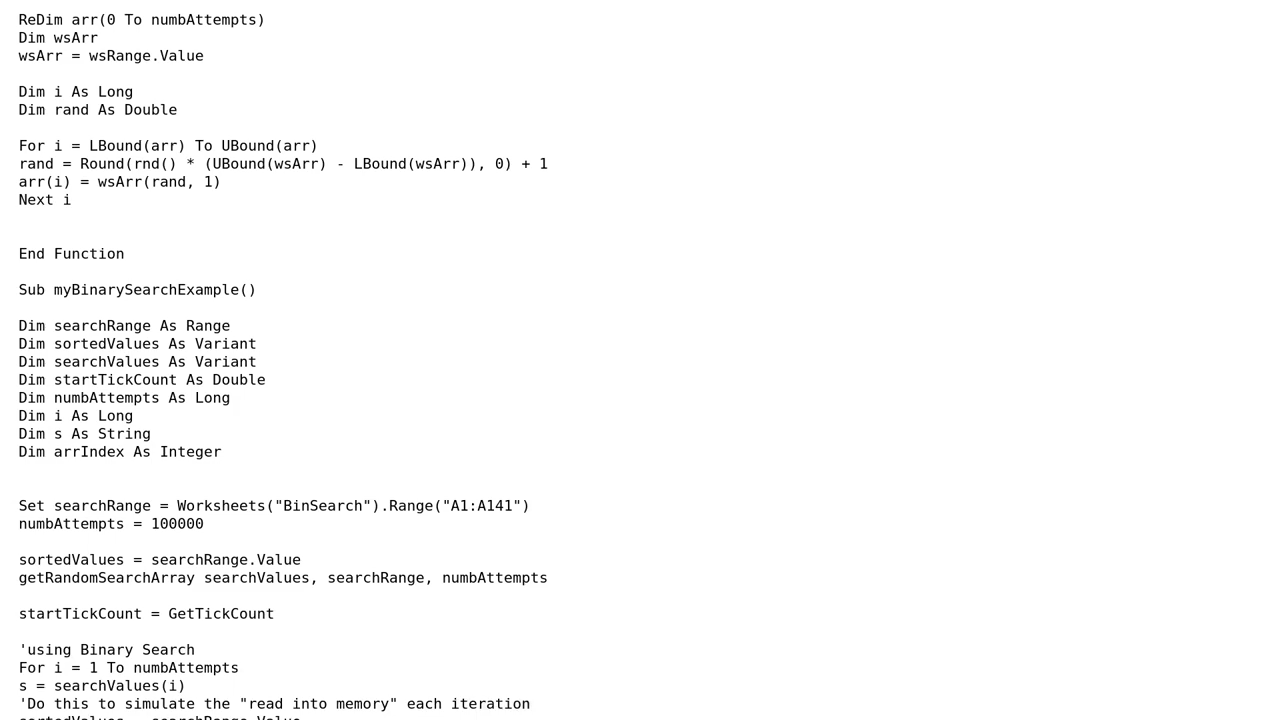 ReDim arr(0 To numbAttempts)
Dim wsArr
wsArr = wsRange.Value
Dim i As Long
Dim rand As Double
For i = LBound(arr) To UBound(arr)
rand = Round(rnd() * (UBound(wsArr) - LBound(wsArr)), 0) + 1
arr(i) = wsArr(rand, 1)
Next i
End Function
Sub myBinarySearchExample()
Dim searchRange As Range
Dim sortedValues As Variant
Dim searchValues As Variant
Dim startTickCount As Double
Dim numbAttempts As Long
Dim i As Long
Dim s As String
Dim arrIndex As Integer
Set searchRange = Worksheets("BinSearch").Range("A1:A141")
numbAttempts = 100000
sortedValues = searchRange.Value
getRandomSearchArray searchValues, searchRange, numbAttempts
startTickCount = GetTickCount
'using Binary Search
For i = 1 To numbAttempts
s = searchValues(i)
'Do this to simulate the "read into memory" each iteration